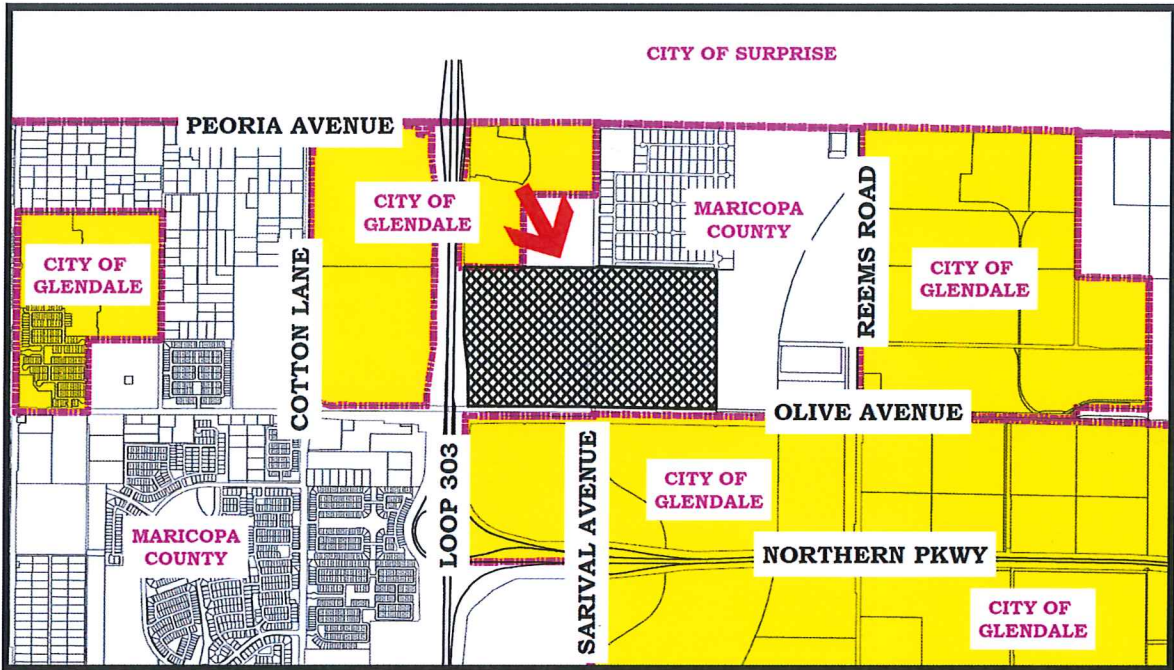 CITY OF SURPRISE
PEORIA AVENUE
CITY OF
GLENDALE
MARICOPA
COUNTY
REEMS ROAD
CITY OF
GLENDALE
CITY OF
GLENDALE
COTTON LANE
OLIVE AVENUE
LOOP 303
SARIVAL AVENUE
CITY OF
GLENDALE
MARICOPA
COUNTY
NORTHERN PKWY
CITY OF
GLENDALE